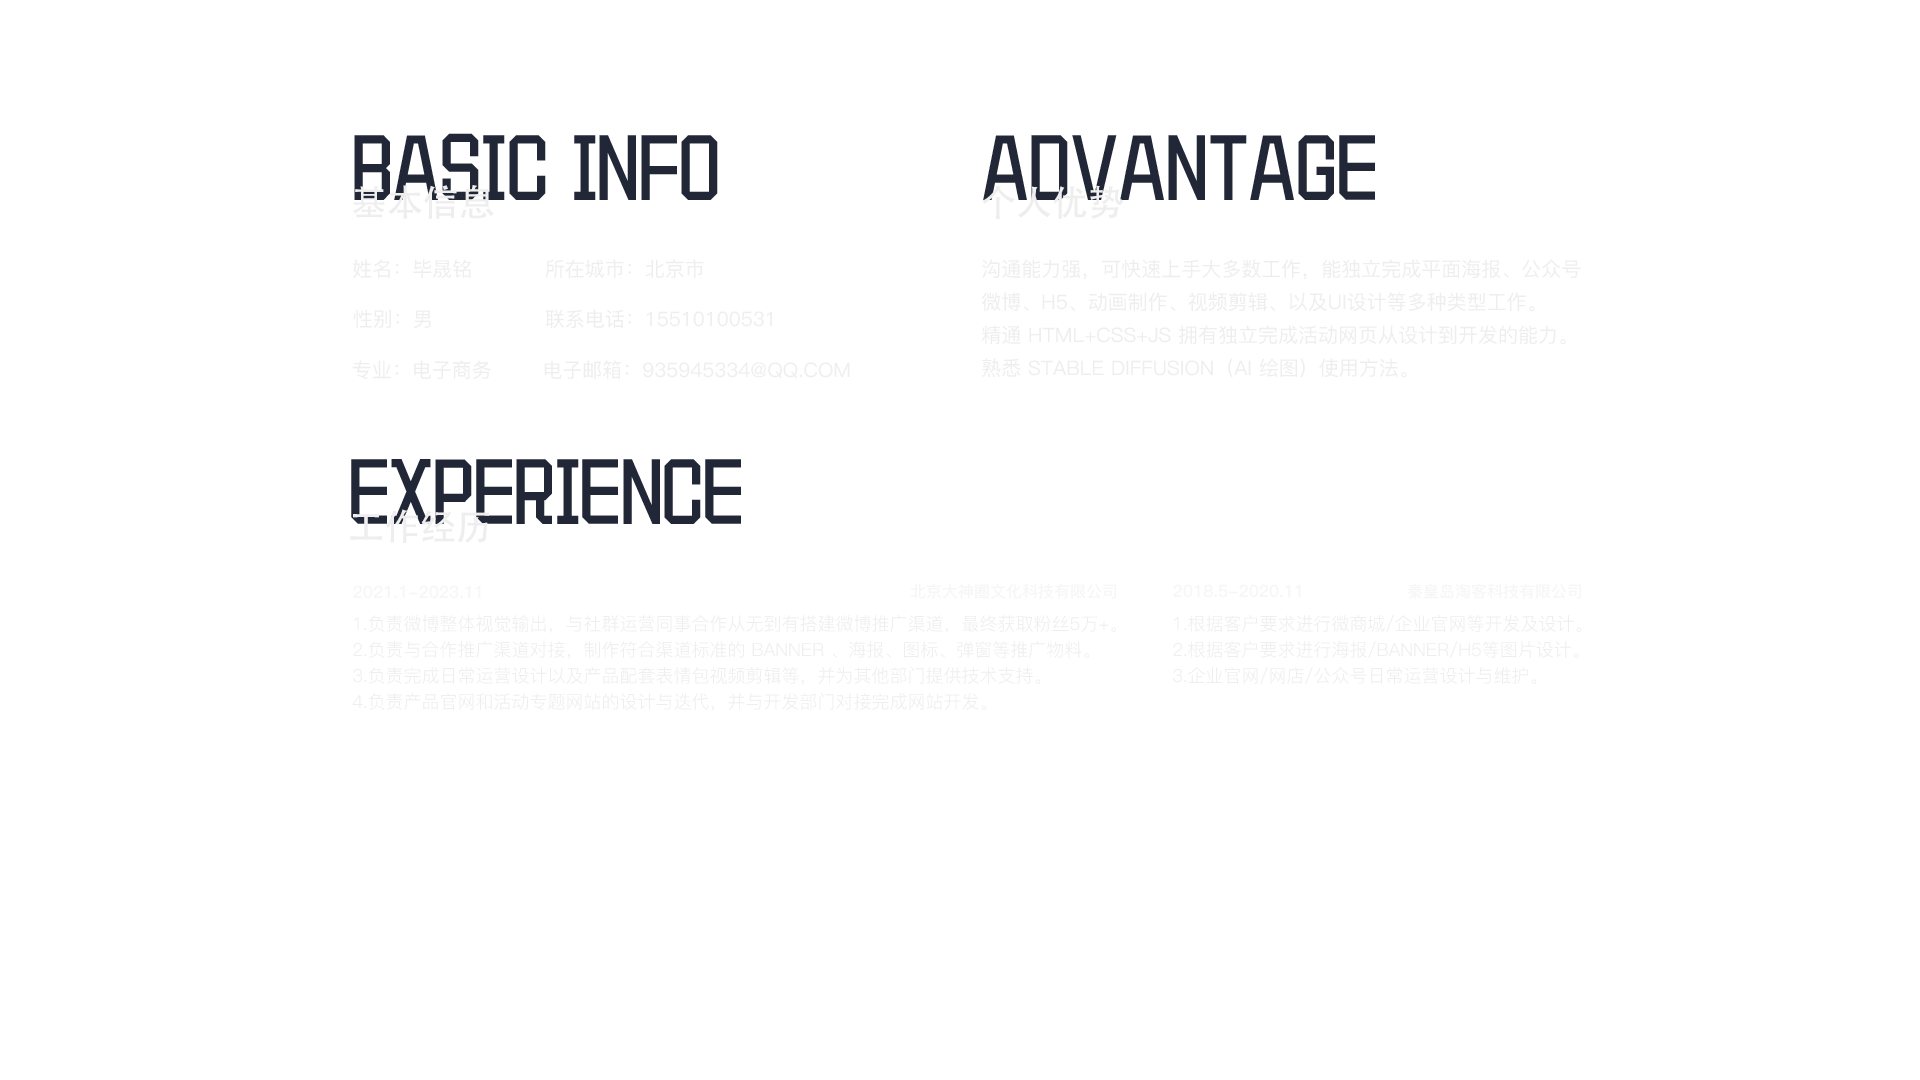 BASIC INFO
基本信息
姓名：毕晟铭
所在城市：北京市
性别：男
联系电话：15510100531
专业：电子商务
电子邮箱：935945334@QQ.COM
ADVANTAGE
个人优势
沟通能力强，可快速上手大多数工作，能独立完成平面海报、公众号
微博、H5、动画制作、视频剪辑、以及UI设计等多种类型工作。
精通 HTML+CSS+JS 拥有独立完成活动网页从设计到开发的能力。
熟悉 STABLE DIFFUSION（AI 绘图）使用方法。
EXPERIENCE
工作经历
2021.1-2023.11
北京大神圈文化科技有限公司
1.负责微博整体视觉输出，与社群运营同事合作从无到有搭建微博推广渠道，最终获取粉丝5万+。
2.负责与合作推广渠道对接，制作符合渠道标准的 BANNER 、海报、图标、弹窗等推广物料。
3.负责完成日常运营设计以及产品配套表情包视频剪辑等，并为其他部门提供技术支持。
4.负责产品官网和活动专题网站的设计与迭代，并与开发部门对接完成网站开发。
2018.5-2020.11
秦皇岛海客科技有限公司
1.根据客户要求进行微商城/企业官网等开发及设计。
2.根据客户要求进行海报/BANNER/H5等图片设计。
3.企业官网/网店/公众号日常运营设计与维护。